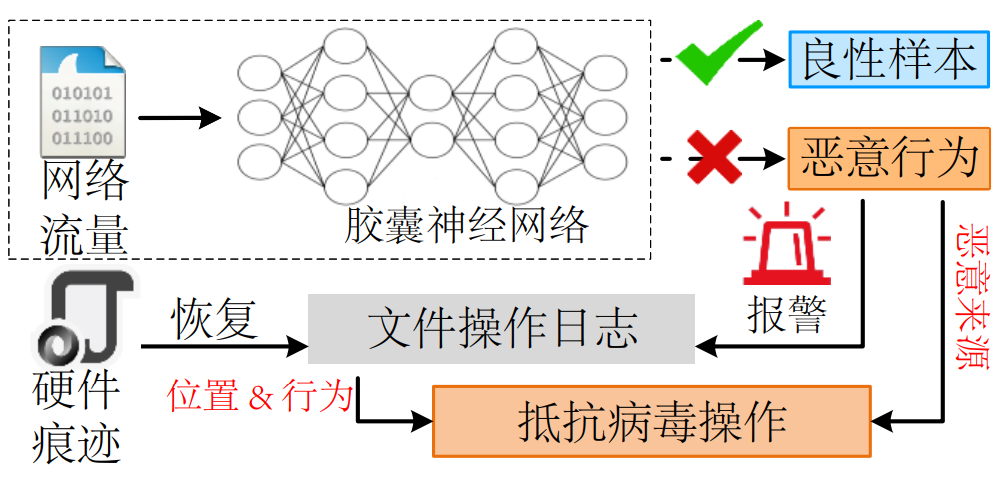 010101
011010
011100
网络
流量
胶囊神经网络
良性样本
恶意行为
报警
恶意来源
硬件
痕迹
恢复
文件操作日志
位置 & 行为
抵抗病毒操作